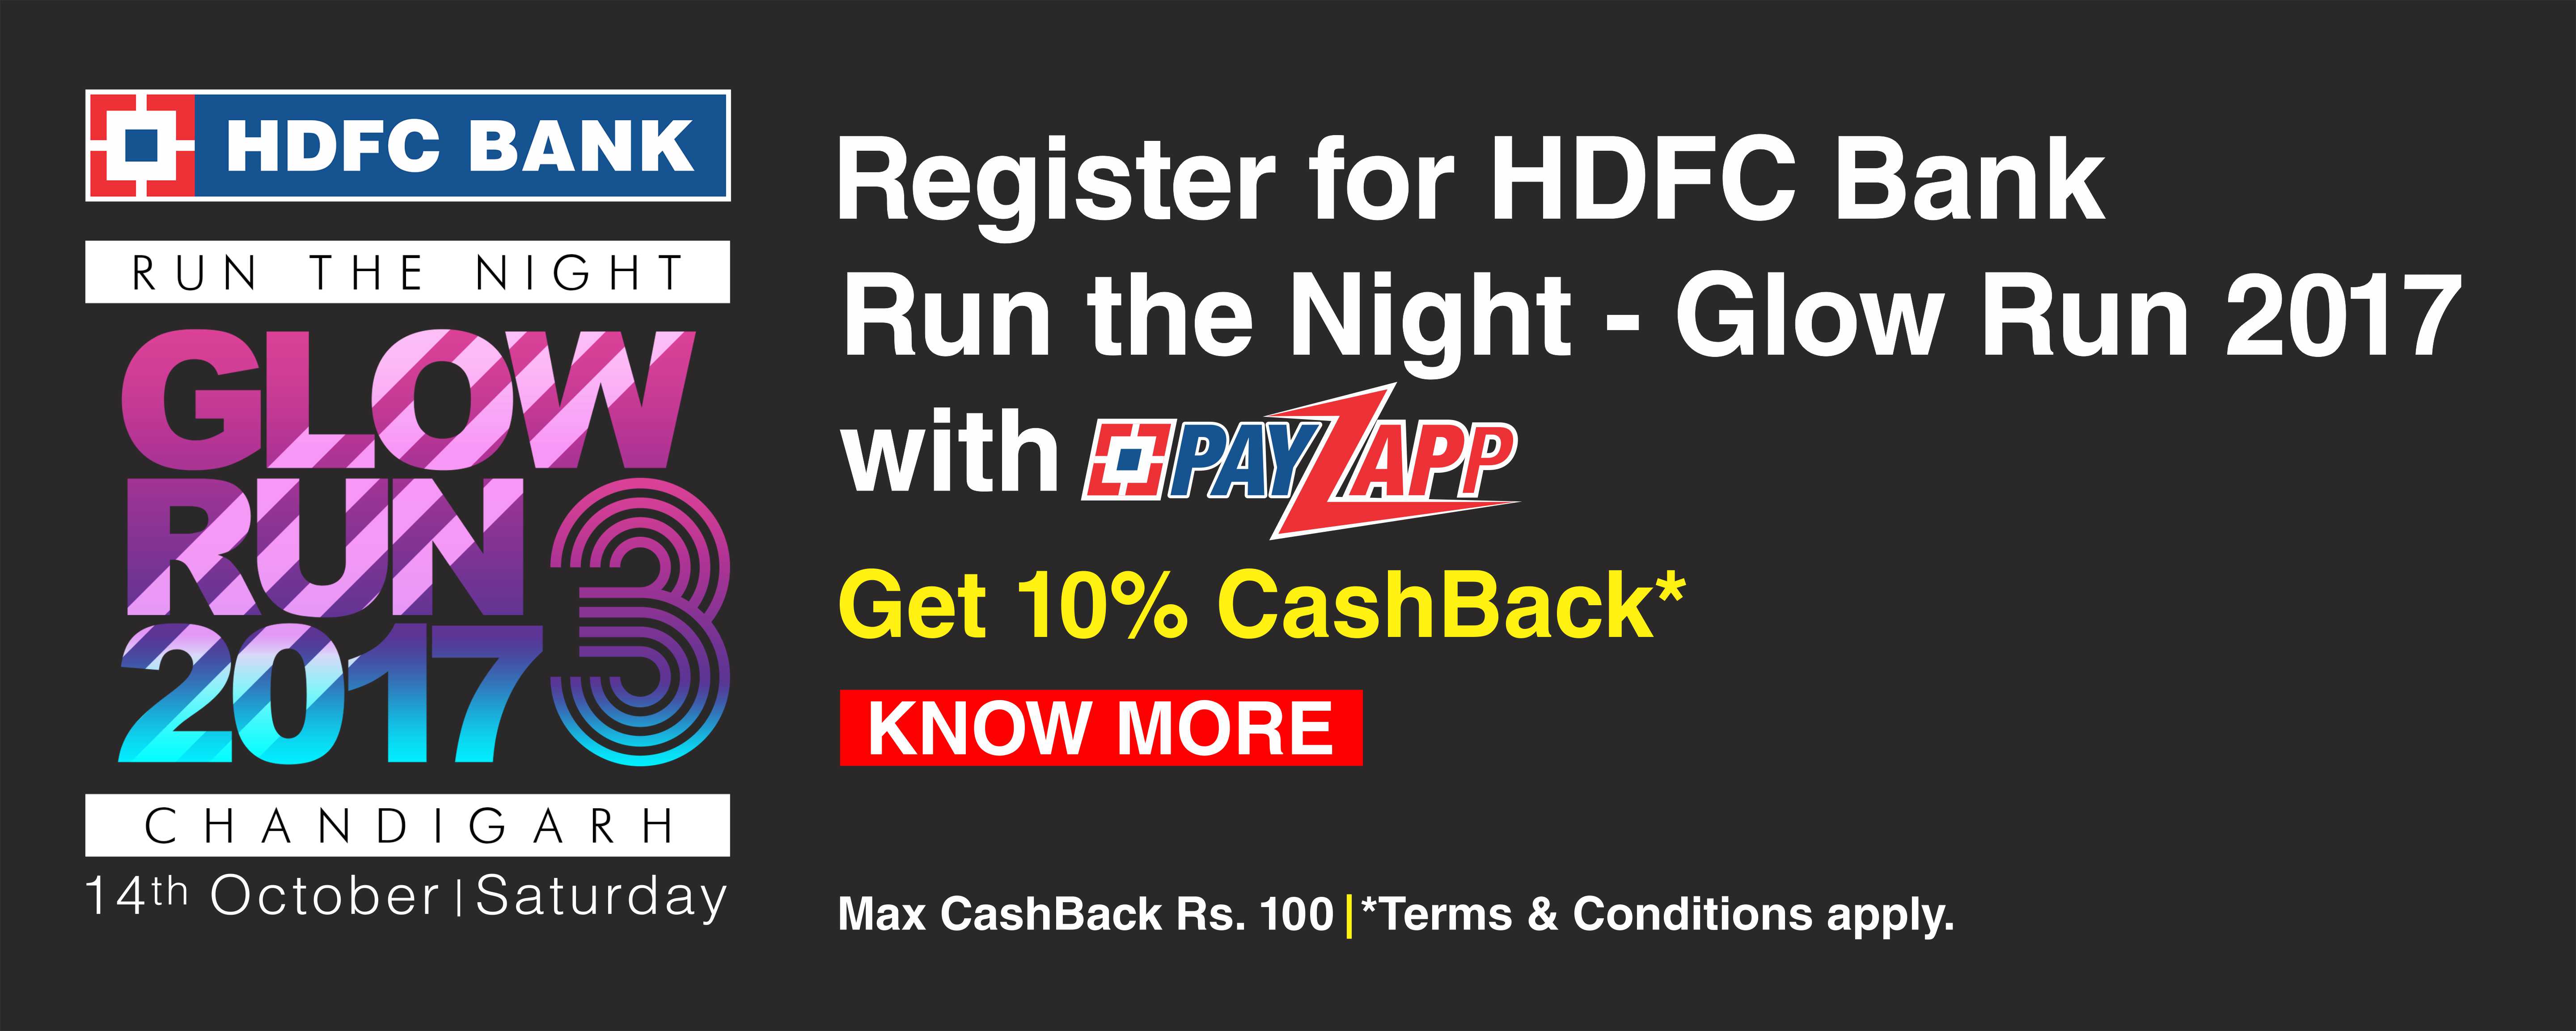 HDFC BANK
RUN THE NIGHT
GLOW
RUN 3
2017
CHANDIGARH
14th October | Saturday
Register for HDFC Bank
Run the Night - Glow Run 2017
with PAYZAPP
Get 10% CashBack*
KNOW MORE
Max CashBack Rs. 100 | *Terms & Conditions apply.